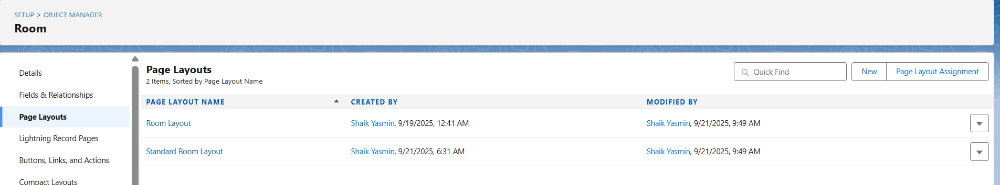 SETUP > OBJECT MANAGER
Room
Details
Fields & Relationships
Page Layouts
Lightning Record Pages
Buttons, Links, and Actions
Compact Layouts
Page Layouts
2 Items, Sorted by Page Layout Name
Quick Find
New
Page Layout Assignment
PAGE LAYOUT NAME CREATED BY MODIFIED BY
Room Layout Shaik Yasmin, 9/19/2025, 12:41 AM Shaik Yasmin, 9/21/2025, 9:49 AM
Standard Room Layout Shaik Yasmin, 9/21/2025, 6:31 AM Shaik Yasmin, 9/21/2025, 9:49 AM